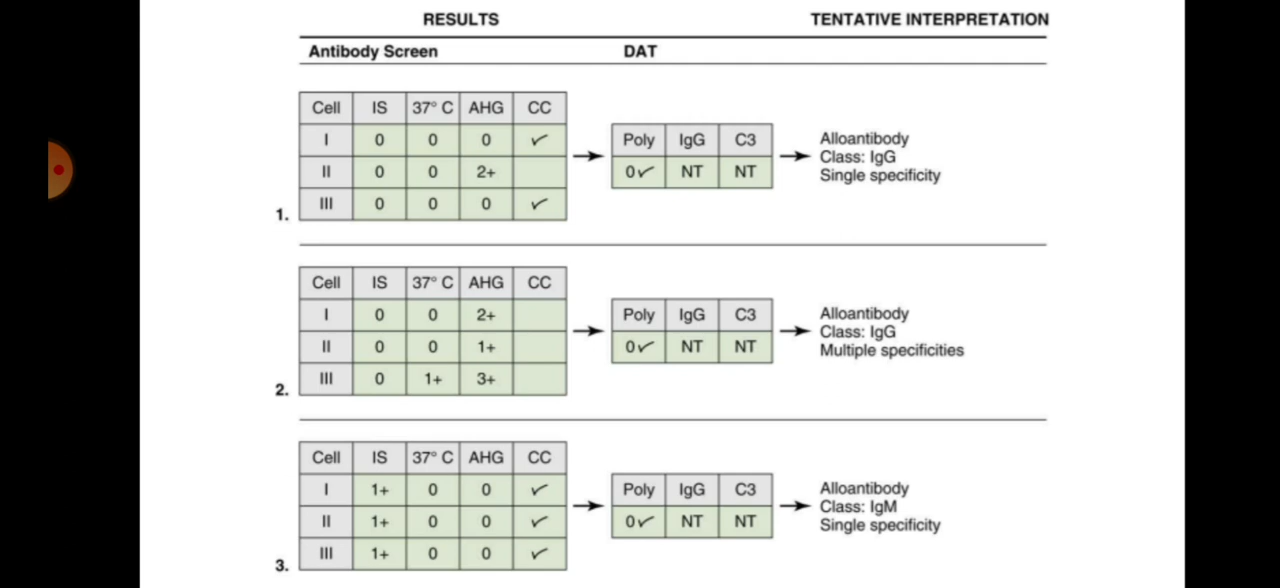 RESULTS TENTATIVE INTERPRETATION
Antibody Screen DAT
Cell IS 37° C AHG CC
I 0 0 0 ✓
II 0 0 2+
III 0 0 0 ✓
Poly IgG C3
0✓ NT NT
Alloantibody
Class: IgG
Single specificity
1.
Cell IS 37° C AHG CC
I 0 0 2+
II 0 0 1+
III 0 1+ 3+
Poly IgG C3
0✓ NT NT
Alloantibody
Class: IgG
Multiple specificities
2.
Cell IS 37° C AHG CC
I 1+ 0 0 ✓
II 1+ 0 0 ✓
III 1+ 0 0 ✓
Poly IgG C3
0✓ NT NT
Alloantibody
Class: IgM
Single specificity
3.